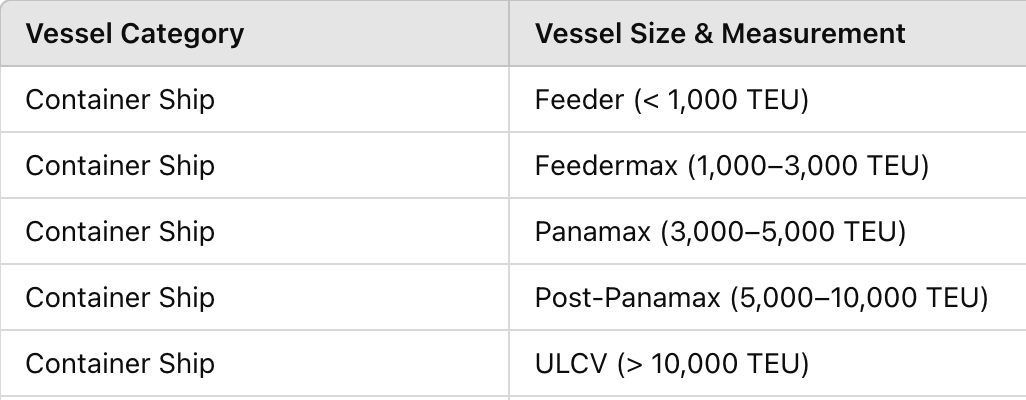 Vessel Category Vessel Size & Measurement
Container Ship Feeder (< 1,000 TEU)
Container Ship Feedermax (1,000–3,000 TEU)
Container Ship Panamax (3,000–5,000 TEU)
Container Ship Post-Panamax (5,000–10,000 TEU)
Container Ship ULCV (> 10,000 TEU)